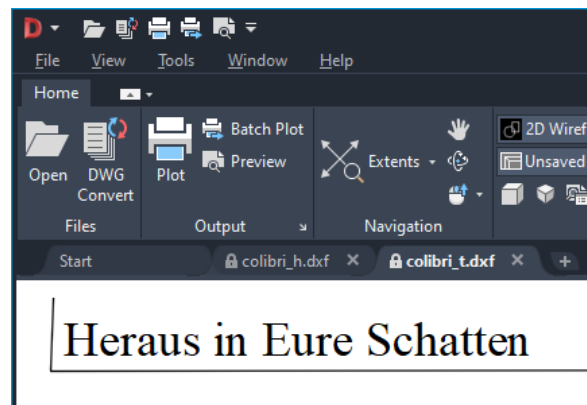 D
File View Tools Window Help
Home
Batch Plot 2D Wiref
Open DWG Convert Plot Preview Extents Unsaved
Files Output Navigation
Start colibri_h.dxf colibri_t.dxf
Heraus in Eure Schatten